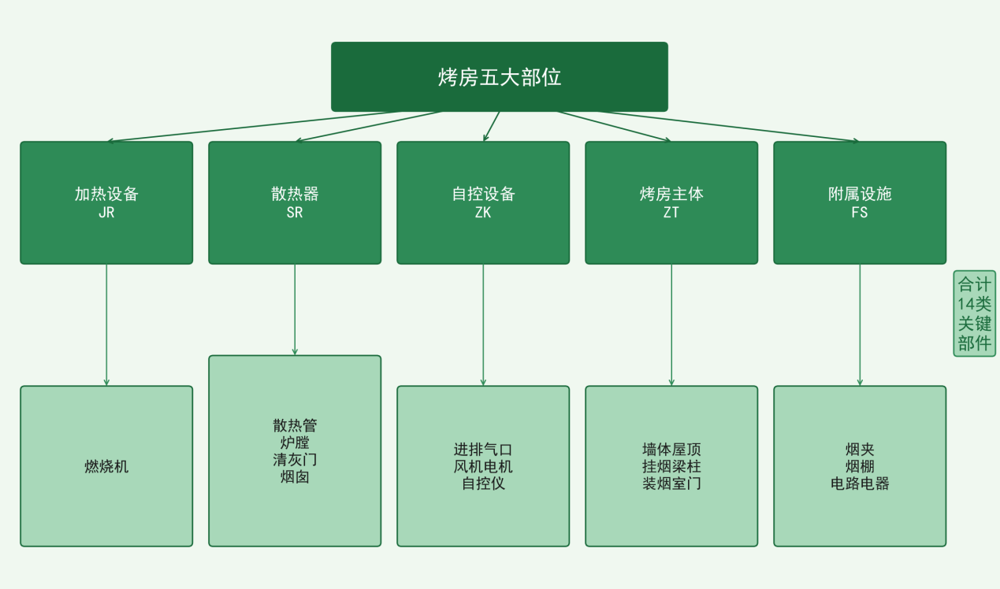 烤房五大部位
加热设备
JR
散热器
SR
自控设备
ZK
烤房主体
ZT
附属设施
FS
合计
14类
关键
部件
燃烧机
散热管
炉膛
清灰门
烟囱
进排气口
风机电机
自控仪
墙体屋顶
挂烟梁柱
装烟室门
烟夹
烟棚
电路电器